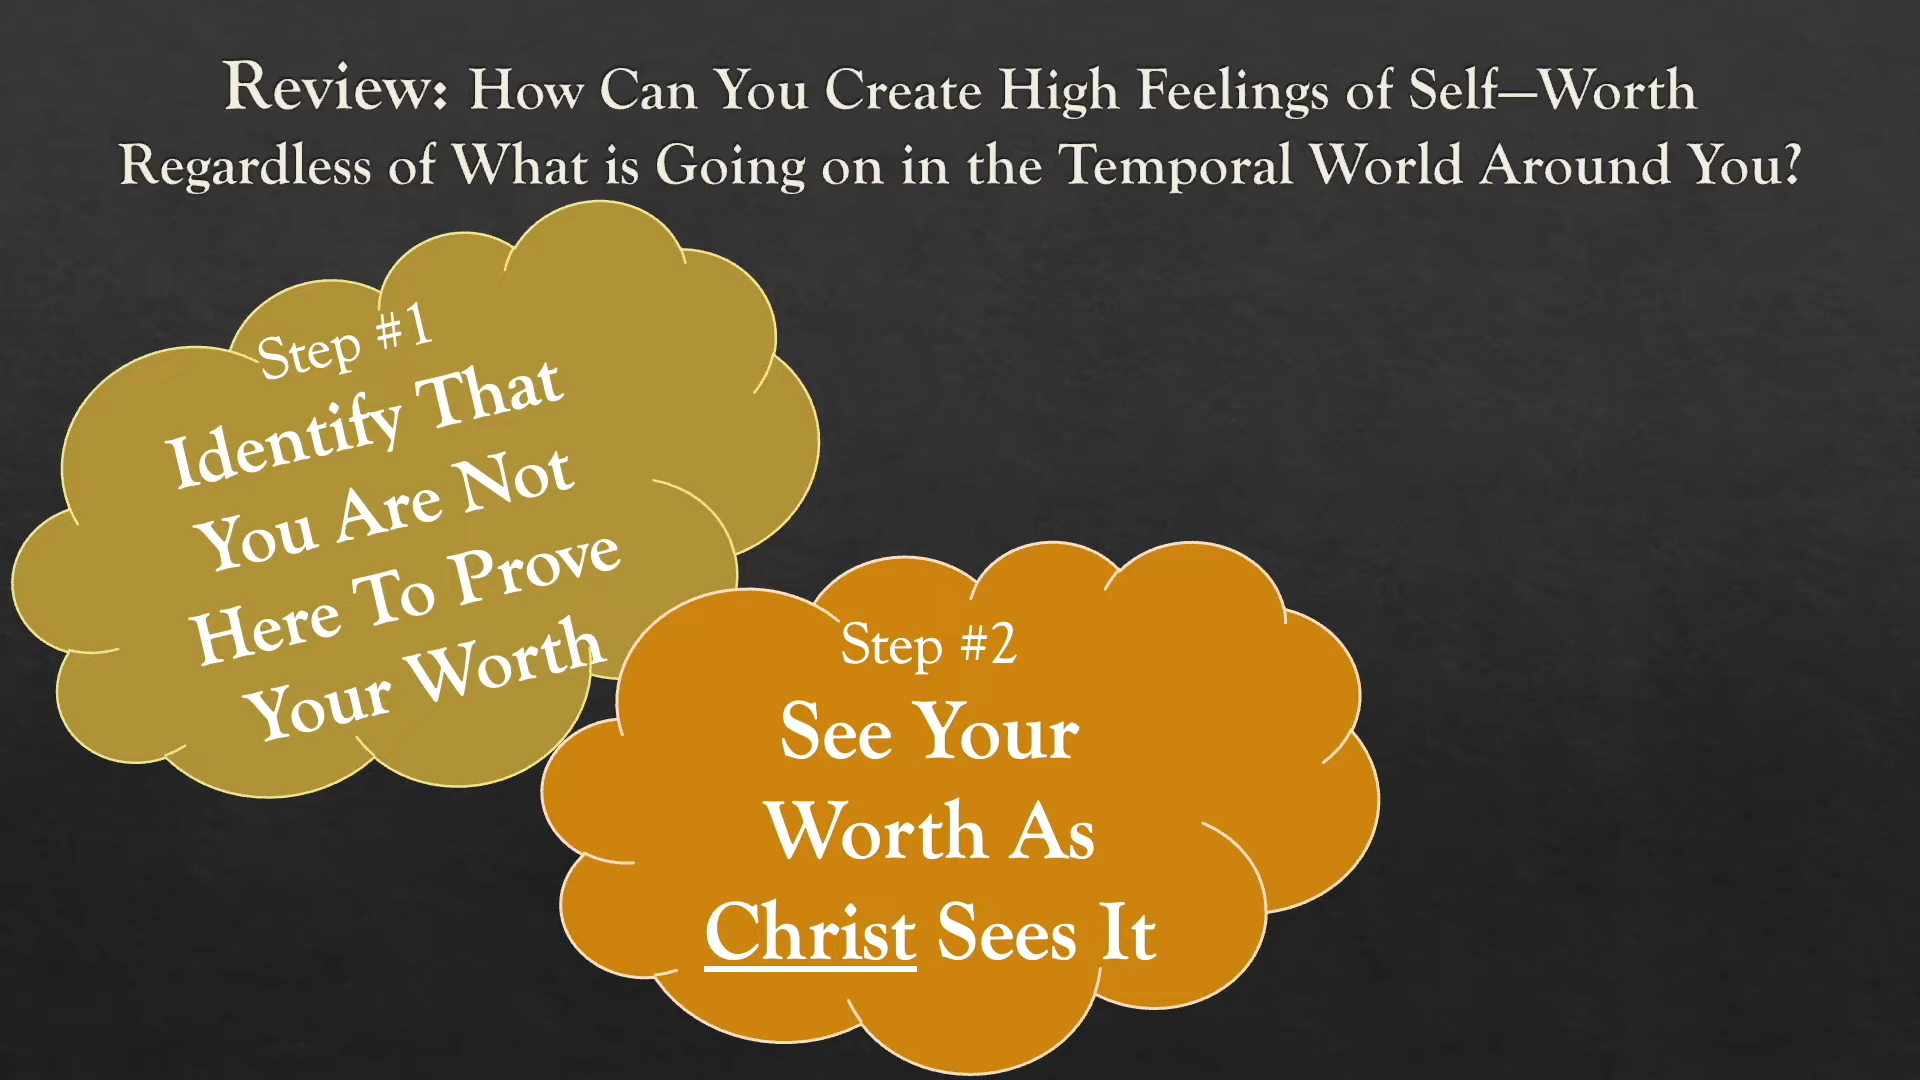 Review: How Can You Create High Feelings of Self—Worth
Regardless of What is Going on in the Temporal World Around You?
Step #1
Identify That
You Are Not
Here To Prove
Your Worth
Step #2
See Your
Worth As
Christ Sees It